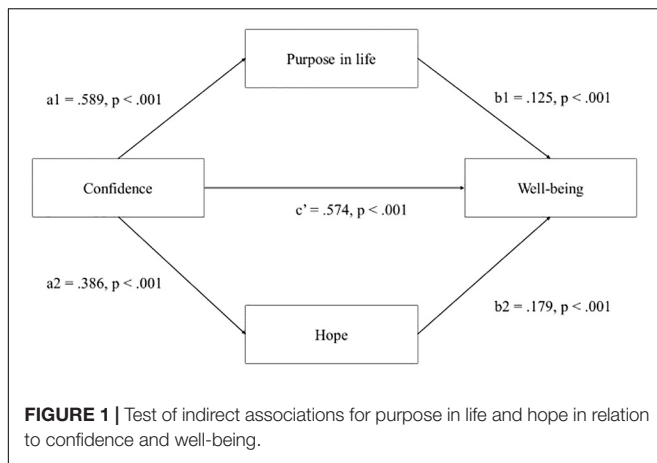 Purpose in life
a1 = .589, p < .001
b1 = .125, p < .001
Confidence
Well-being
c' = .574, p < .001
a2 = .386, p < .001
b2 = .179, p < .001
Hope
FIGURE 1 | Test of indirect associations for purpose in life and hope in relation
to confidence and well-being.